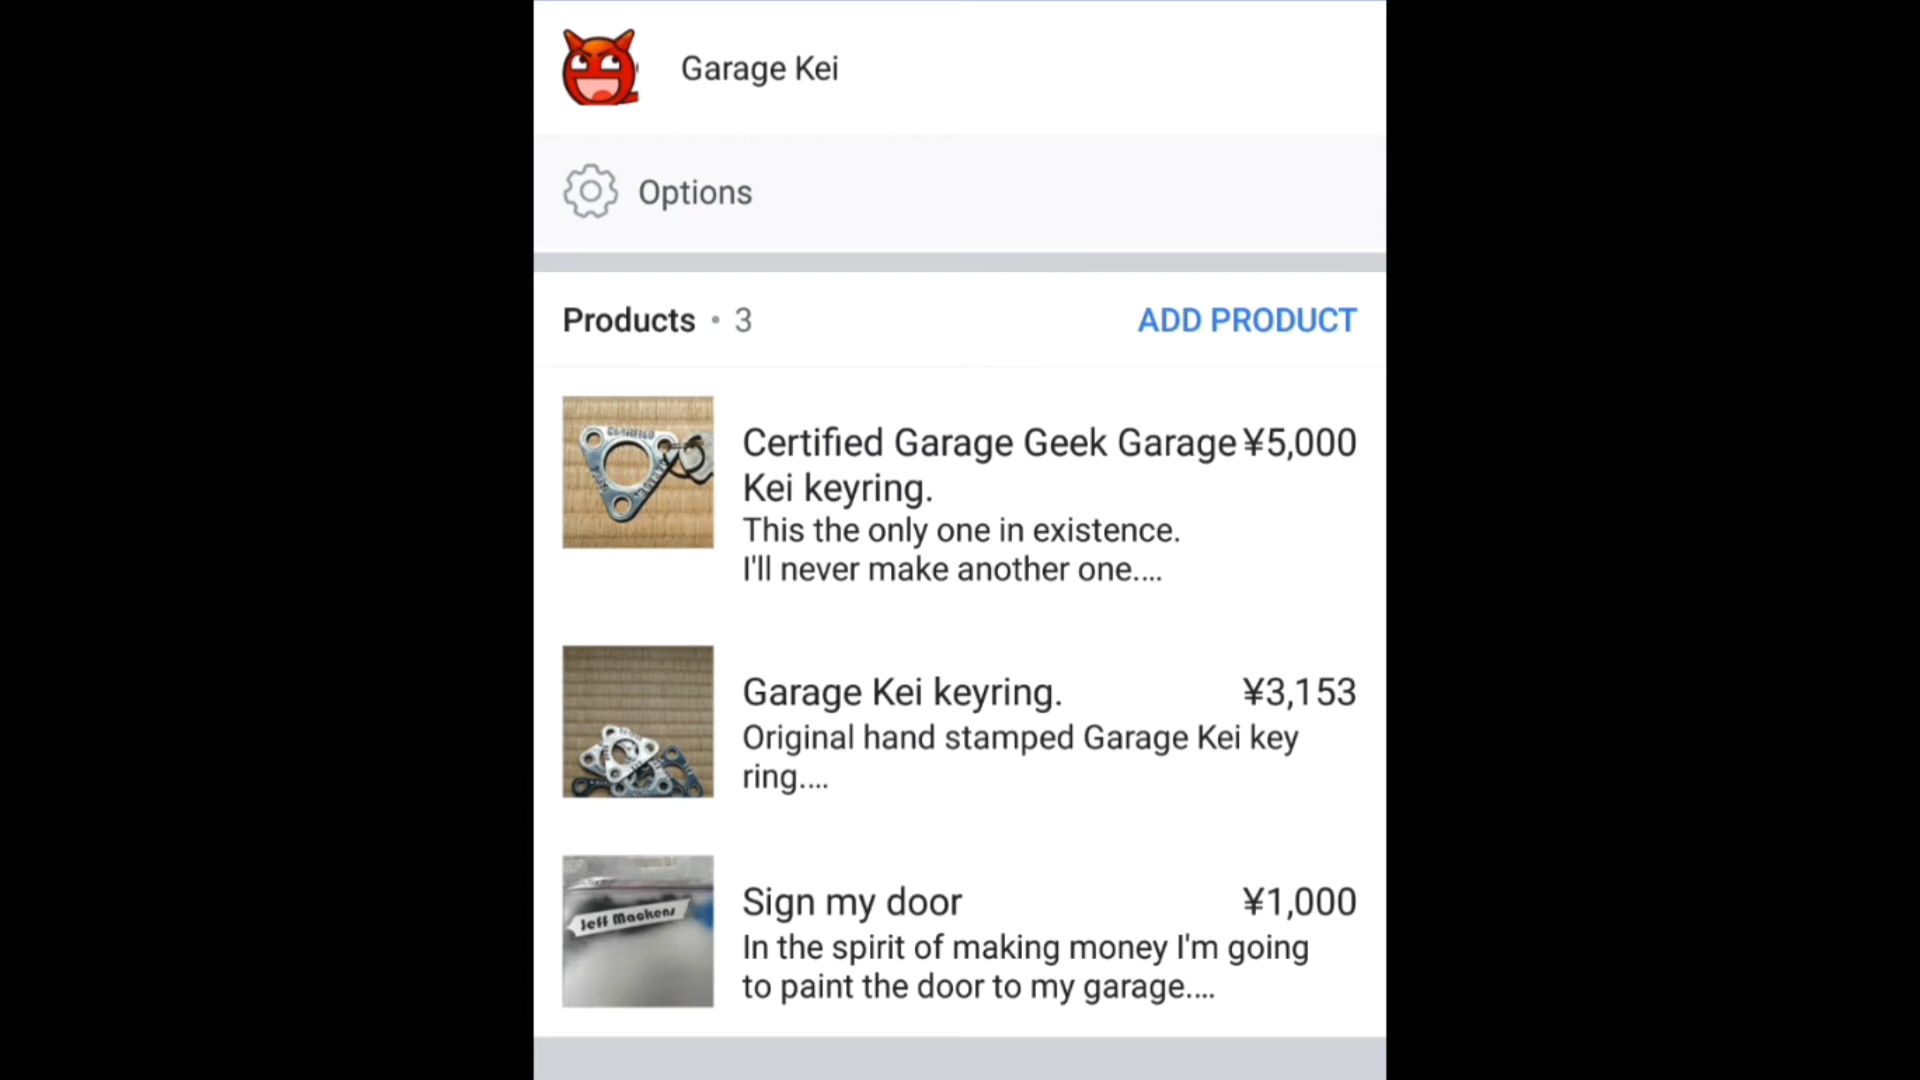 Garage Kei
Options
Products • 3
ADD PRODUCT
Certified Garage Geek Garage ¥5,000
Kei keyring.
This the only one in existence.
I'll never make another one....
Garage Kei keyring. ¥3,153
Original hand stamped Garage Kei key
ring....
Jeff Mackens
Sign my door ¥1,000
In the spirit of making money I'm going
to paint the door to my garage....